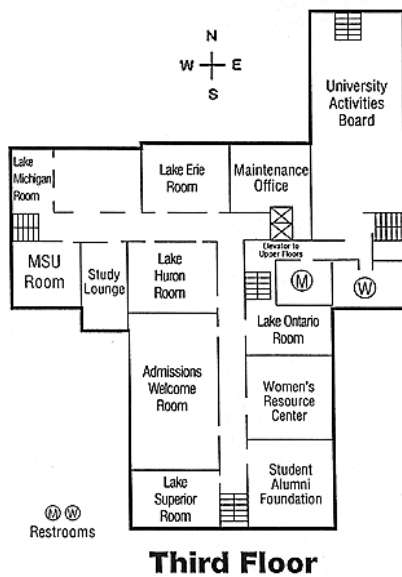 N
W E
S
University
Activities
Board
Lake
Michigan
Room
Lake Erie
Room
Maintenance
Office
Elevator to
Upper Floors
MSU
Room
Study
Lounge
Lake
Huron
Room
M
W
Lake Ontario
Room
Admissions
Welcome
Room
Women's
Resource
Center
Lake
Superior
Room
Student
Alumni
Foundation
M W
Restrooms
Third Floor